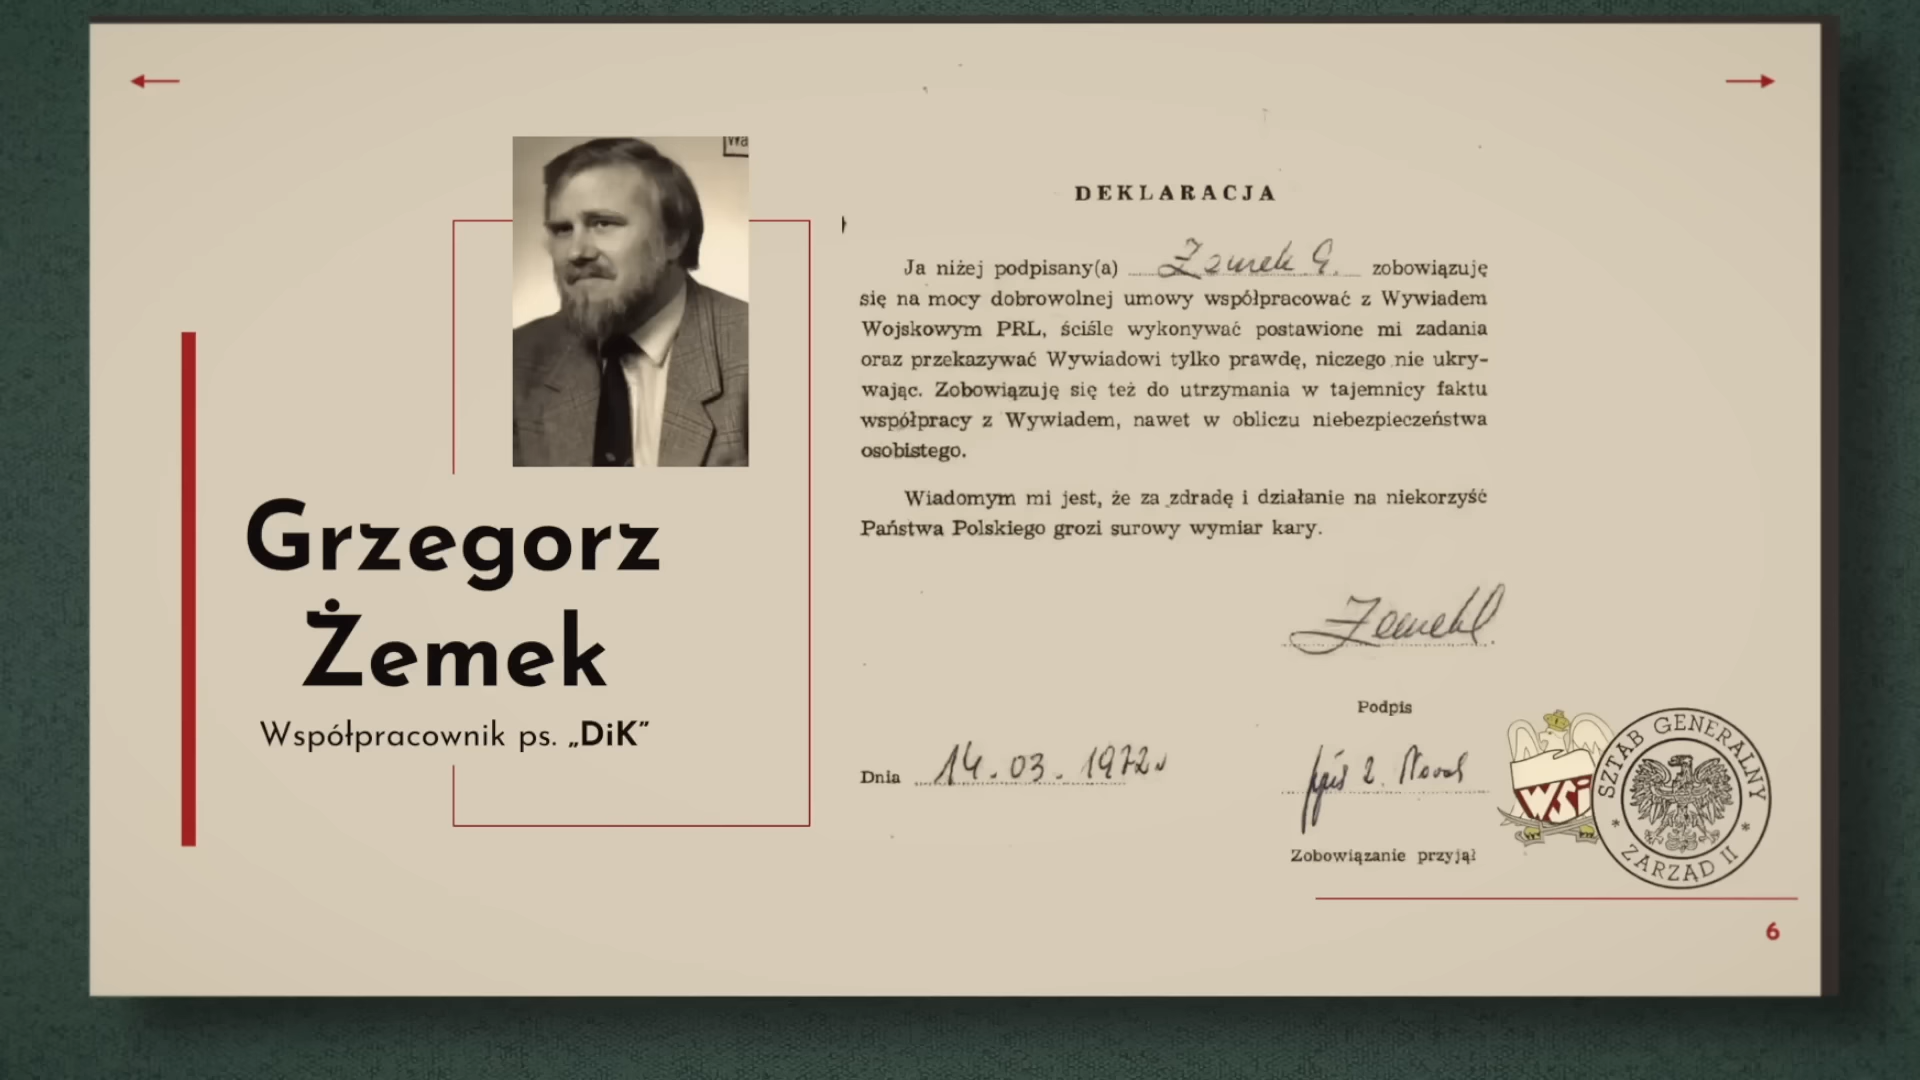 Grzegorz
Żemek
Współpracownik ps. „DiK”
DEKLARACJA
Ja niżej podpisany(a) Żemek G. zobowiązuję
się na mocy dobrowolnej umowy współpracować z Wywiadem
Wojskowym PRL, ściśle wykonywać postawione mi zadania
oraz przekazywać Wywiadowi tylko prawdę, niczego nie ukry-
wając. Zobowiązuję się też do utrzymania w tajemnicy faktu
współpracy z Wywiadem, nawet w obliczu niebezpieczeństwa
osobistego.
Wiadomym mi jest, że za zdradę i działanie na niekorzyść
Państwa Polskiego grozi surowy wymiar kary.
Podpis
Dnia 14.03.1972
Zobowiązanie przyjął
WSI
SZTAB GENERALNY
* ZARZĄD II *
6